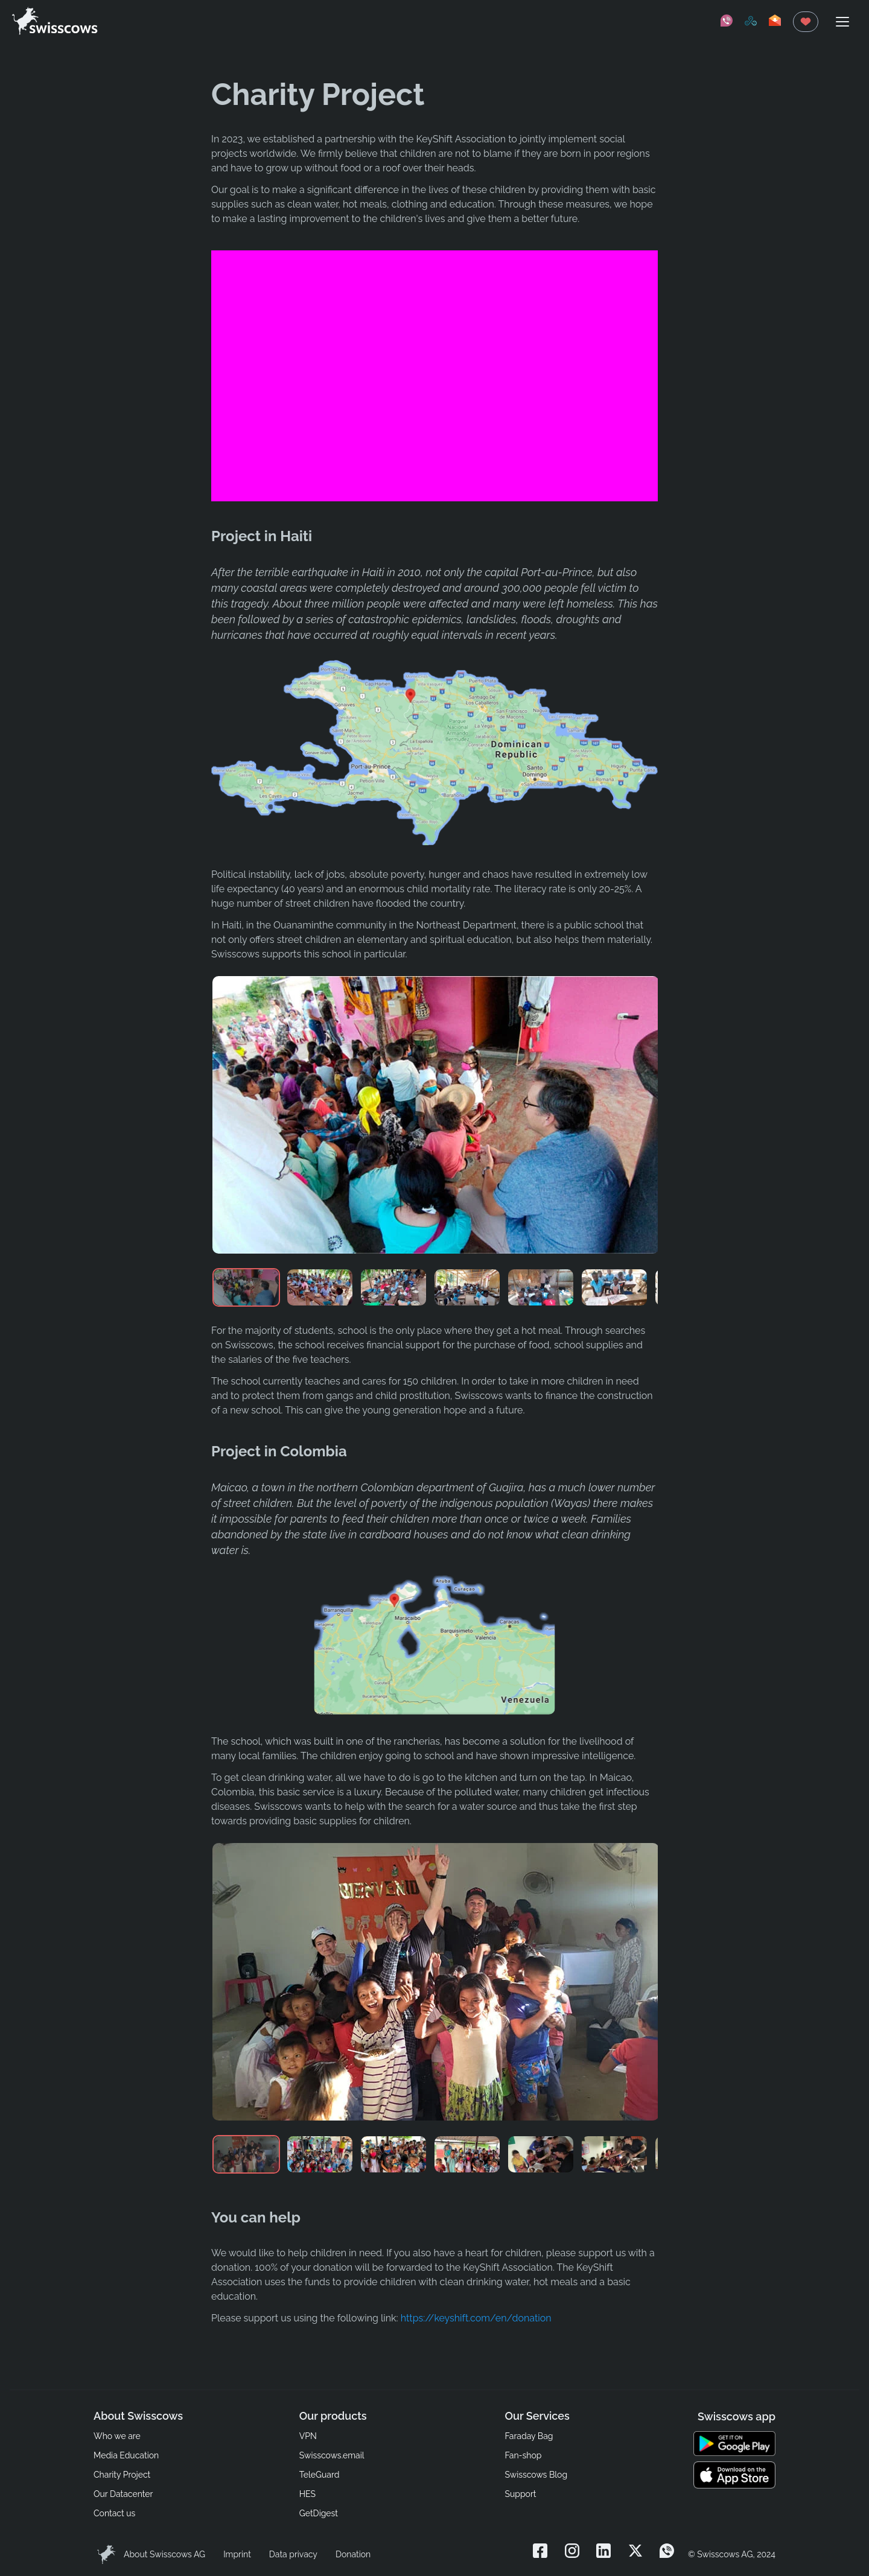 swisscows
Charity Project
In 2023, we established a partnership with the KeyShift Association to jointly implement social
projects worldwide. We firmly believe that children are not to blame if they are born in poor regions
and have to grow up without food or a roof over their heads.
Our goal is to make a significant difference in the lives of these children by providing them with basic
supplies such as clean water, hot meals, clothing and education. Through these measures, we hope
to make a lasting improvement to the children's lives and give them a better future.
Project in Haiti
After the terrible earthquake in Haiti in 2010, not only the capital Port-au-Prince, but also
many coastal areas were completely destroyed and around 300,000 people fell victim to
this tragedy. About three million people were affected and many were left homeless. This has
been followed by a series of catastrophic epidemics, landslides, floods, droughts and
hurricanes that have occurred at roughly equal intervals in recent years.
Dominican
Republic
Port-au-Prince
Santo
Domingo
Jacmel
Les Cayes
Political instability, lack of jobs, absolute poverty, hunger and chaos have resulted in extremely low
life expectancy (40 years) and an enormous child mortality rate. The literacy rate is only 20-25%. A
huge number of street children have flooded the country.
In Haiti, in the Ouanaminthe community in the Northeast Department, there is a public school that
not only offers street children an elementary and spiritual education, but also helps them materially.
Swisscows supports this school in particular.
For the majority of students, school is the only place where they get a hot meal. Through searches
on Swisscows, the school receives financial support for the purchase of food, school supplies and
the salaries of the five teachers.
The school currently teaches and cares for 150 children. In order to take in more children in need
and to protect them from gangs and child prostitution, Swisscows wants to finance the construction
of a new school. This can give the young generation hope and a future.
Project in Colombia
Maicao, a town in the northern Colombian department of Guajira, has a much lower number
of street children. But the level of poverty of the indigenous population (Wayas) there makes
it impossible for parents to feed their children more than once or twice a week. Families
abandoned by the state live in cardboard houses and do not know what clean drinking
water is.
Aruba
Curaçao
Barranquilla
Maracaibo
Caracas
Barquisimeto
Valencia
Bucaramanga
Venezuela
The school, which was built in one of the rancherias, has become a solution for the livelihood of
many local families. The children enjoy going to school and have shown impressive intelligence.
To get clean drinking water, all we have to do is go to the kitchen and turn on the tap. In Maicao,
Colombia, this basic service is a luxury. Because of the polluted water, many children get infectious
diseases. Swisscows wants to help with the search for a water source and thus take the first step
towards providing basic supplies for children.
You can help
We would like to help children in need. If you also have a heart for children, please support us with a
donation. 100% of your donation will be forwarded to the KeyShift Association. The KeyShift
Association uses the funds to provide children with clean drinking water, hot meals and a basic
education.
Please support us using the following link: https://keyshift.com/en/donation
About Swisscows
Who we are
Media Education
Charity Project
Our Datacenter
Contact us
Our products
VPN
Swisscows.email
TeleGuard
HES
GetDigest
Our Services
Faraday Bag
Fan-shop
Swisscows Blog
Support
Swisscows app
GET IT ON
Google Play
Download on the
App Store
About Swisscows AG
Imprint
Data privacy
Donation
© Swisscows AG, 2024